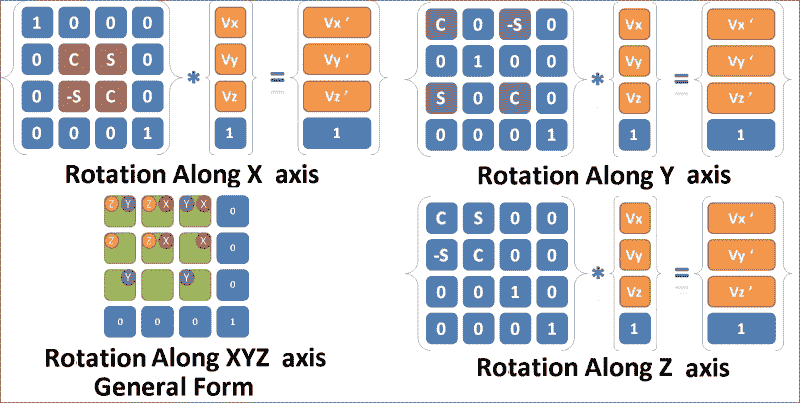 1 0 0 0 Vx Vx ‘
0 C S 0 Vy Vy ‘
0 -S C 0 * Vz = Vz ’
0 0 0 1 1 1
Rotation Along X axis
C 0 -S 0 Vx Vx ‘
0 1 0 0 Vy Vy ‘
S 0 C 0 * Vz = Vz ‘
0 0 0 1 1 1
Rotation Along Y axis
Z Y Z X Y X 0
Z Z X X 0
Y Y 0
0 0 0 1
Rotation Along XYZ axis
General Form
C S 0 0 Vx Vx ‘
-S C 0 0 Vy Vy ‘
0 0 1 0 * Vz = Vz ’
0 0 0 1 1 1
Rotation Along Z axis